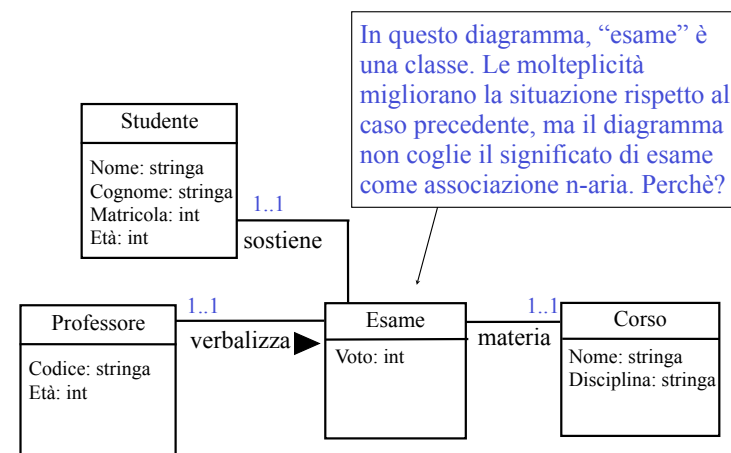 In questo diagramma, “esame” è
una classe. Le molteplicità
migliorano la situazione rispetto al
caso precedente, ma il diagramma
non coglie il significato di esame
come associazione n-aria. Perchè?
Studente
Nome: stringa
Cognome: stringa
Matricola: int
Età: int
1..1
sostiene
Professore
Codice: stringa
Età: int
1..1
verbalizza
Esame
Voto: int
1..1
materia
Corso
Nome: stringa
Disciplina: stringa